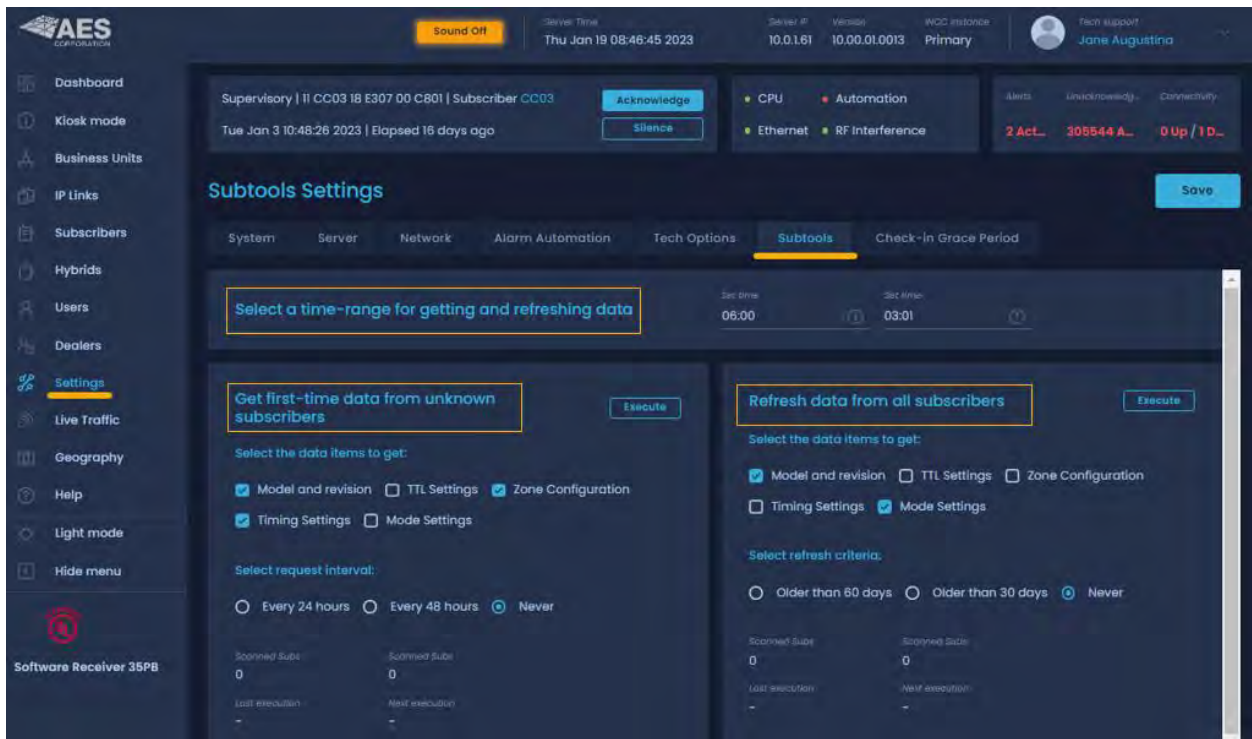 AES
CORPORATION
Sound Off
Server Time
Thu Jan 19 08:46:45 2023
Server IP
10.0.1.61
Version
10.00.01.0013
NOC Instance
Primary
Tech support
Jane Augustina
Dashboard
Kiosk mode
Business Units
IP Links
Subscribers
Hybrids
Users
Dealers
Settings
Live Traffic
Geography
Help
Light mode
Hide menu
Software Receiver 35PB
Supervisory | 11 CC03 18 E307 00 C801 | Subscriber CC03
Acknowledge
Tue Jan 3 10:48:26 2023 | Elapsed 16 days ago
Silence
CPU
Automation
Ethernet
RF Interference
Alerts
2 Act...
305544 A...
Connectivity
0 Up / 1 D...
Subtools Settings
Save
System
Server
Network
Alarm Automation
Tech Options
Subtools
Check-in Grace Period
Select a time-range for getting and refreshing data
Set time
06:00
Set time
03:01
Get first-time data from unknown
subscribers
Execute
Select the data items to get:
Model and revision TTL Settings Zone Configuration
Timing Settings Mode Settings
Select request interval:
Every 24 hours Every 48 hours Never
Scanned Subs
0
Scanned Subs
0
Last execution
-
Next execution
-
Refresh data from all subscribers
Execute
Select the data items to get:
Model and revision TTL Settings Zone Configuration
Timing Settings Mode Settings
Select refresh criteria:
Older than 60 days Older than 30 days Never
Scanned Subs
0
Scanned Subs
0
Last execution
-
Next execution
-